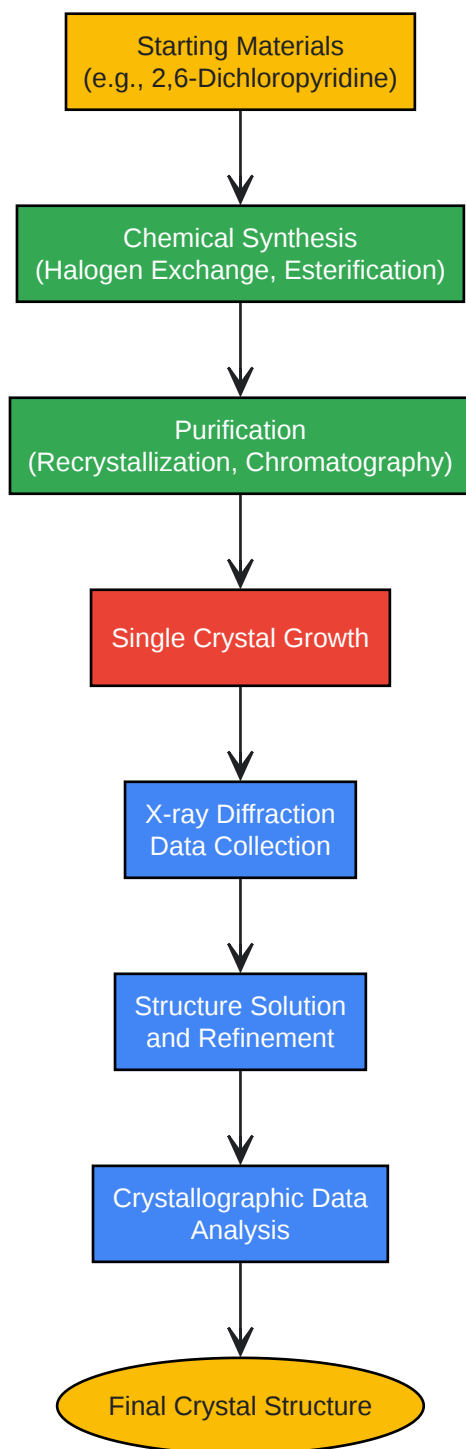 Starting Materials
(e.g., 2,6-Dichloropyridine)
Chemical Synthesis
(Halogen Exchange, Esterification)
Purification
(Recrystallization, Chromatography)
Single Crystal Growth
X-ray Diffraction
Data Collection
Structure Solution
and Refinement
Crystallographic Data
Analysis
Final Crystal Structure